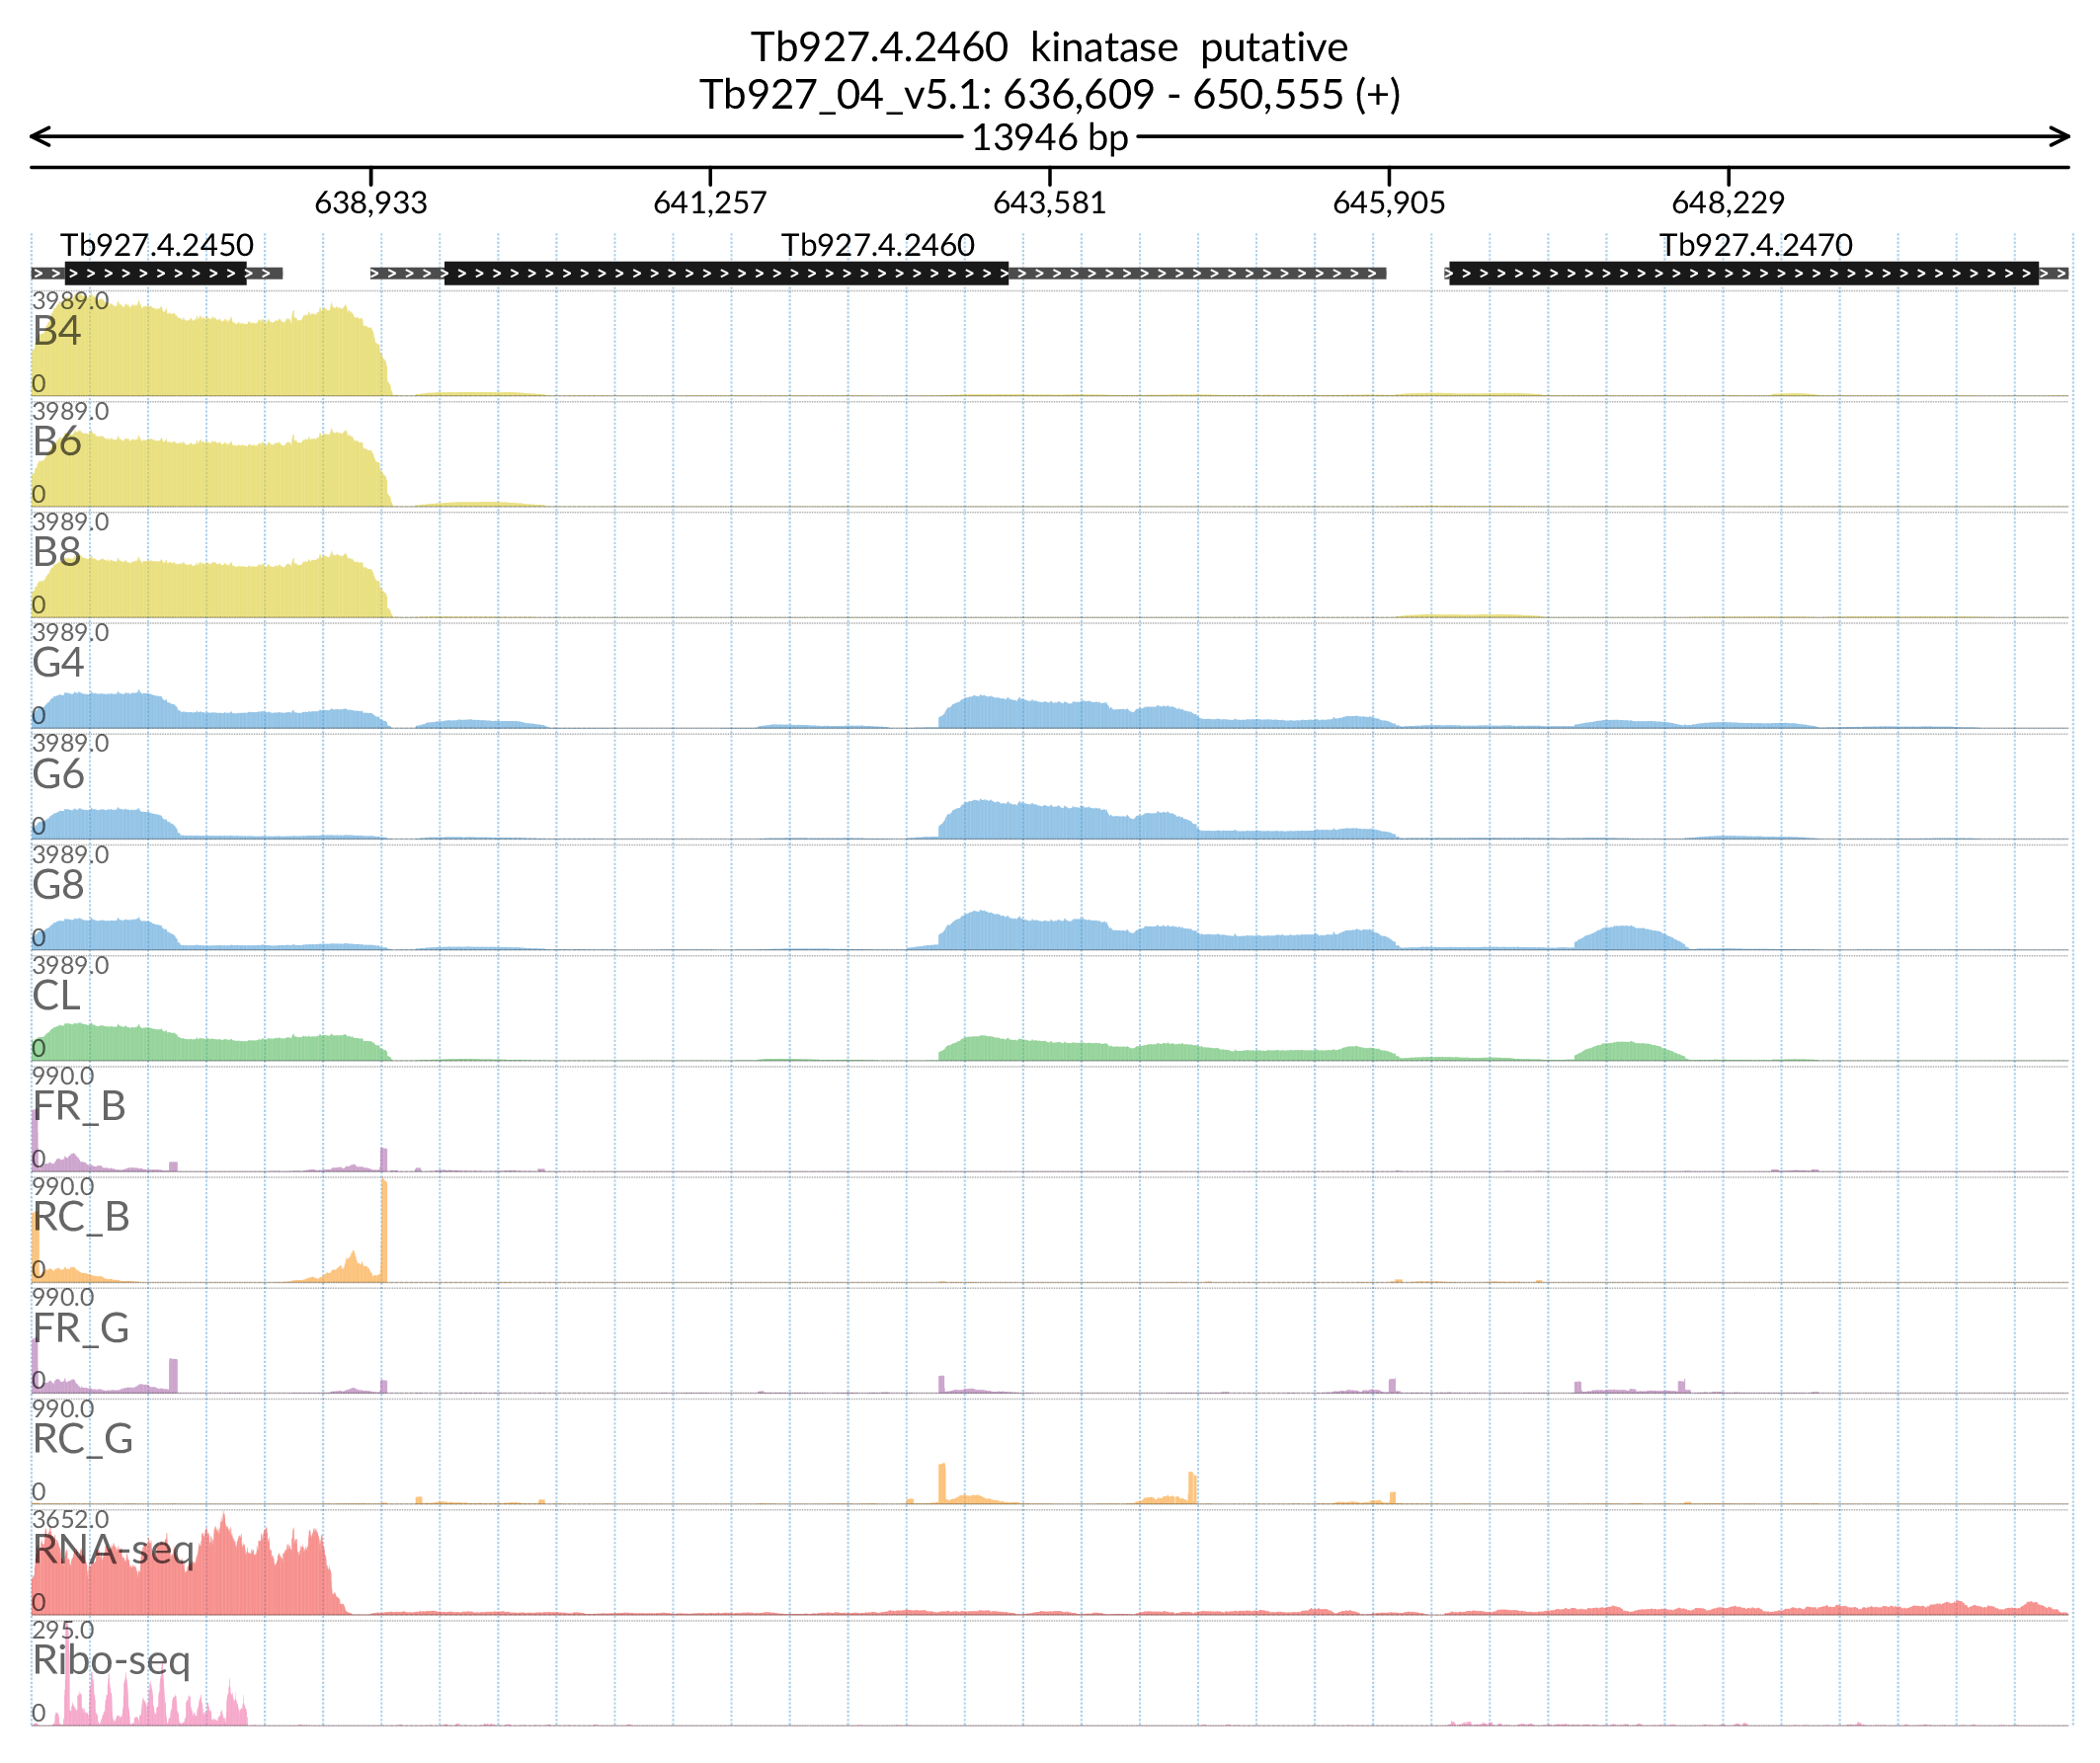 Tb927.4.2460 kinatase putative
Tb927_04_v5.1: 636,609 - 650,555 (+)
13946 bp
638,933 641,257 643,581 645,905 648,229
Tb927.4.2450 Tb927.4.2460 Tb927.4.2470
3989.0
B4
0
3989.0
B6
0
3989.0
B8
0
3989.0
G4
0
3989.0
G6
0
3989.0
G8
0
3989.0
CL
0
990.0
FR_B
0
990.0
RC_B
0
990.0
FR_G
0
990.0
RC_G
0
3652.0
RNA-seq
0
295.0
Ribo-seq
0